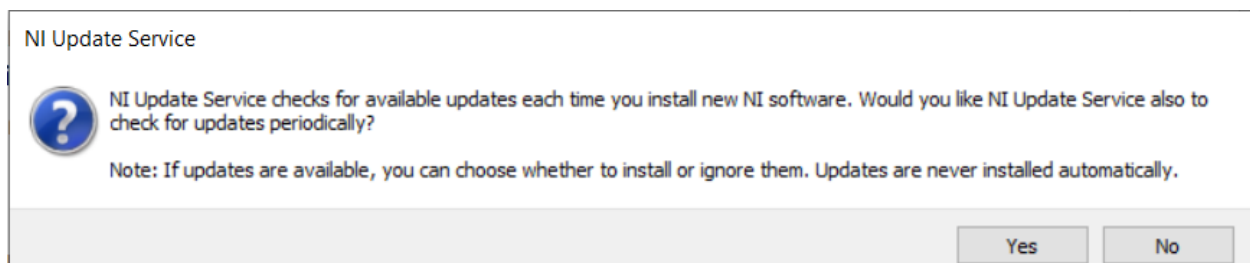 NI Update Service
NI Update Service checks for available updates each time you install new NI software. Would you like NI Update Service also to
check for updates periodically?
Note: If updates are available, you can choose whether to install or ignore them. Updates are never installed automatically.
Yes No